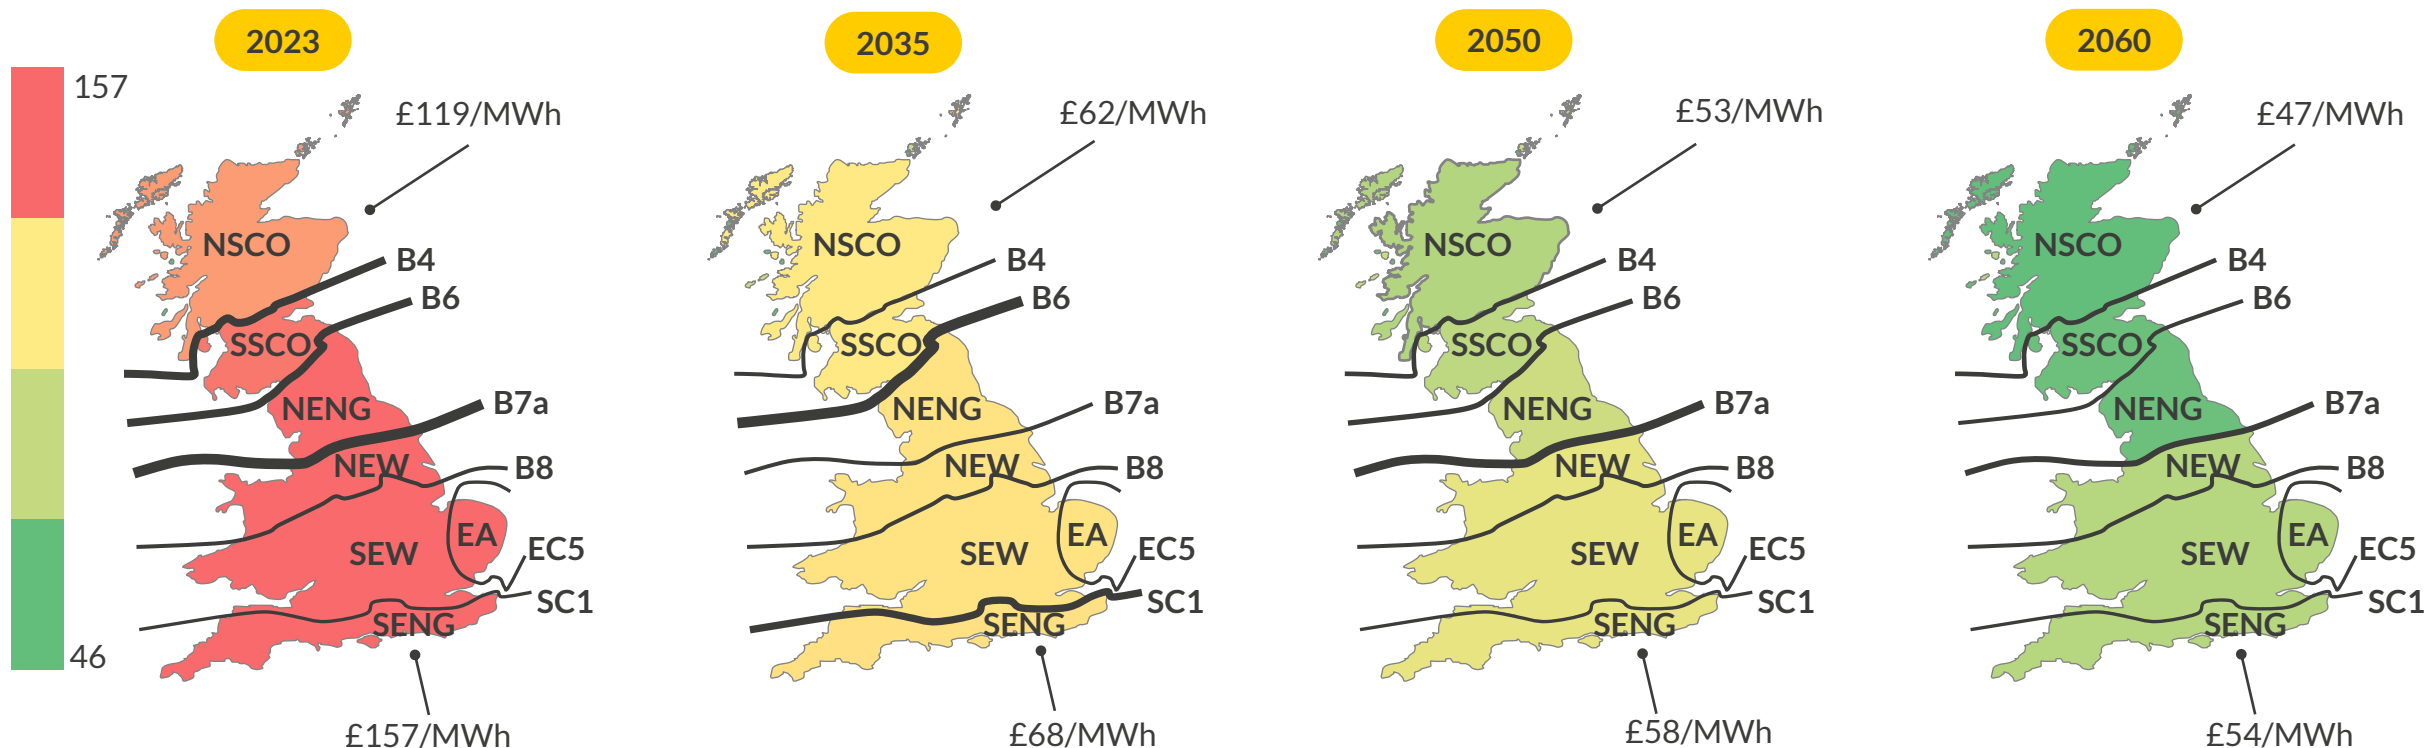 2023
157
£119/MWh
NSCO
B4
B6
SSCO
NENG
B7a
NEW
B8
EA
SEW
EC5
SC1
SENG
46
£157/MWh
2035
£62/MWh
NSCO
B4
B6
SSCO
NENG
B7a
NEW
B8
EA
SEW
EC5
SC1
SENG
£68/MWh
2050
£53/MWh
NSCO
B4
B6
SSCO
NENG
B7a
NEW
B8
EA
SEW
EC5
SC1
SENG
£58/MWh
2060
£47/MWh
NSCO
B4
B6
SSCO
NENG
B7a
NEW
B8
EA
SEW
EC5
SC1
SENG
£54/MWh